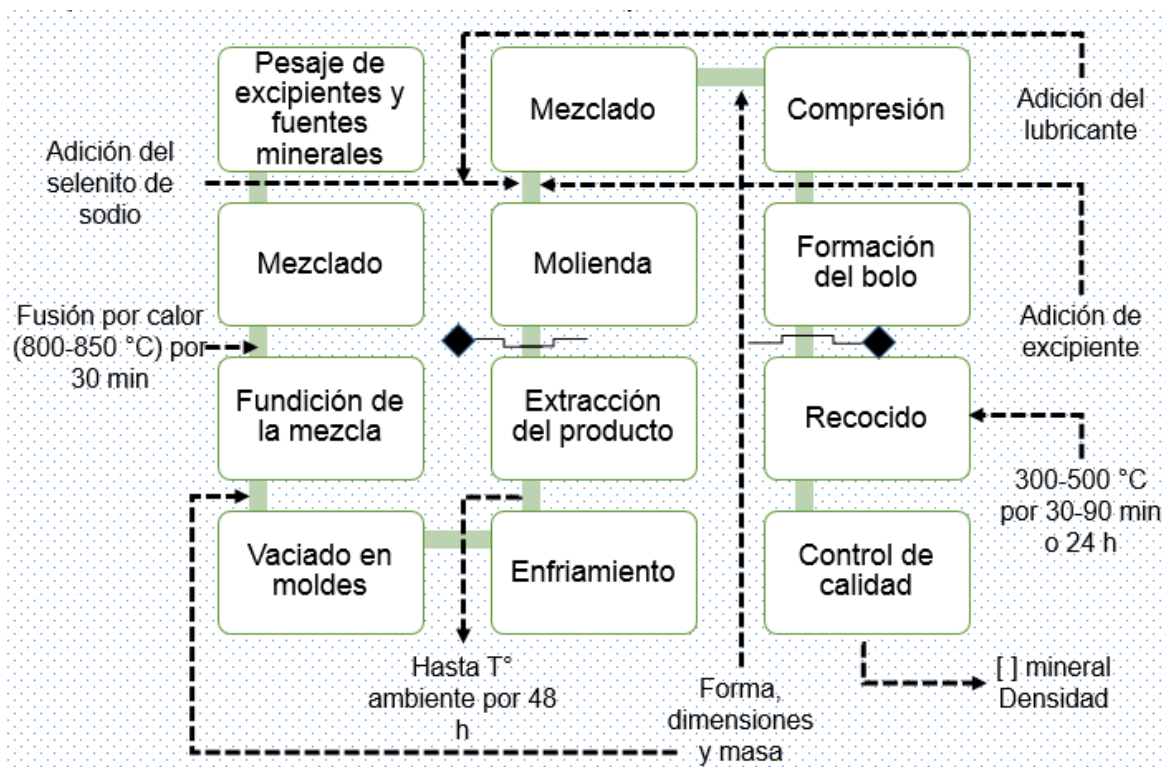 Pesaje de
excipientes y
fuentes
minerales
Adición del
selenito de
sodio
Mezclado
Fusión por calor
(800-850 °C) por
30 min
Fundición de
la mezcla
Vaciado en
moldes
Enfriamiento
Hasta T°
ambiente por 48
h
Extracción
del producto
Molienda
Mezclado
Compresión
Adición del
lubricante
Formación
del bolo
Adición de
excipiente
Recocido
300-500 °C
por 30-90 min
o 24 h
Control de
calidad
[ ] mineral
Densidad
Forma,
dimensiones
y masa